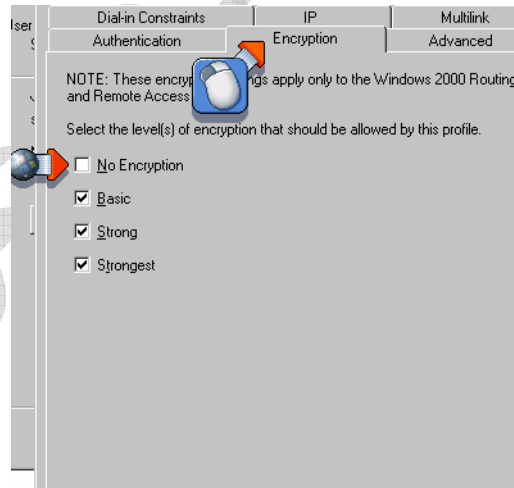 ser
Dial-in Constraints IP Multilink
Authentication Encryption Advanced
NOTE: These encryp gs apply only to the Windows 2000 Routing
and Remote Access
Select the level(s) of encryption that should be allowed by this profile.
No Encryption
Basic
Strong
Strongest